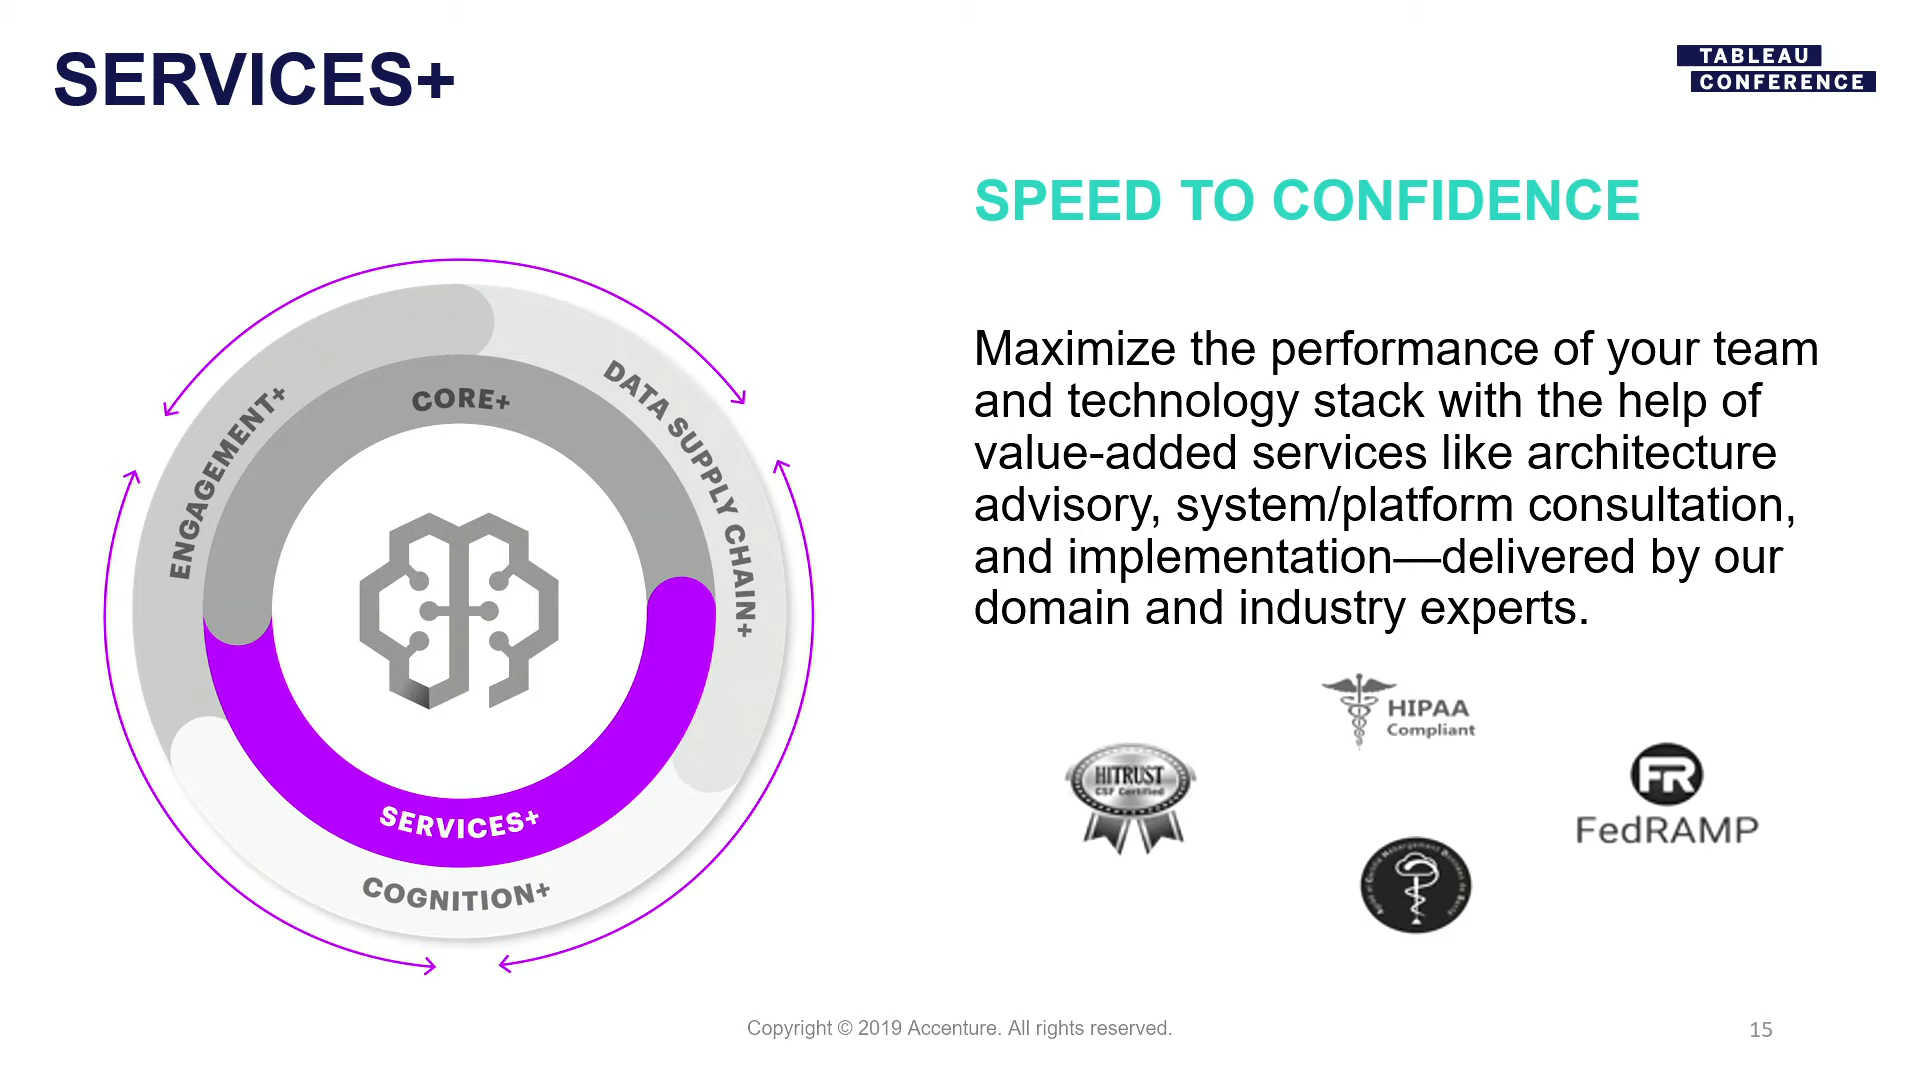 SERVICES+
TABLEAU
CONFERENCE
SPEED TO CONFIDENCE
Maximize the performance of your team
and technology stack with the help of
value-added services like architecture
advisory, system/platform consultation,
and implementation—delivered by our
domain and industry experts.
ENGAGEMENT+
CORE+
DATA SUPPLY CHAIN+
SERVICES+
COGNITION+
HIPAA
Compliant
HITRUST
CSF Certified
FR
FedRAMP
Copyright © 2019 Accenture. All rights reserved.
15